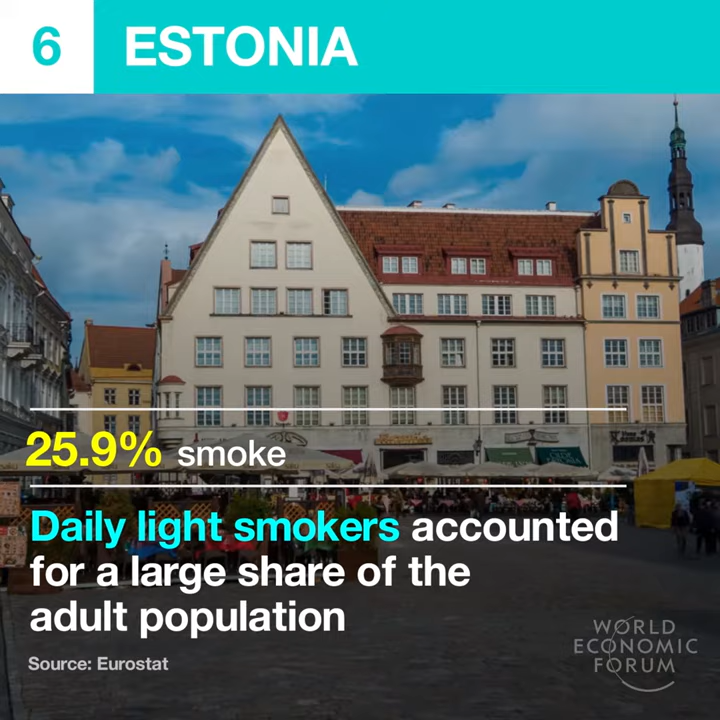 6 ESTONIA
25.9% smoke
Daily light smokers accounted
for a large share of the
adult population
Source: Eurostat
WORLD
ECONOMIC
FORUM